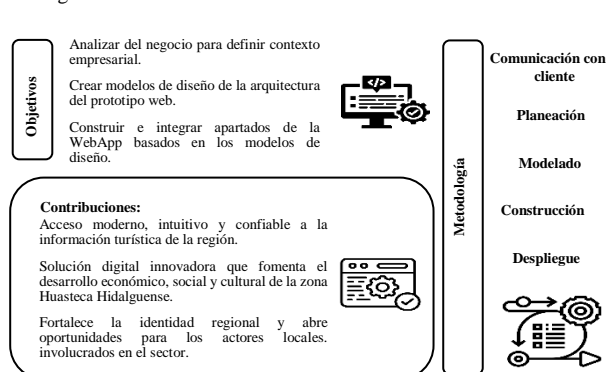 Objetivos
Analizar del negocio para definir contexto
empresarial.
Crear modelos de diseño de la arquitectura
del prototipo web.
Construir e integrar apartados de la
WebApp basados en los modelos de
diseño.
Contribuciones:
Acceso moderno, intuitivo y confiable a la
información turística de la región.
Solución digital innovadora que fomenta el
desarrollo económico, social y cultural de la zona
Huasteca Hidalguense.
Fortalece la identidad regional y abre
oportunidades para los actores locales.
involucrados en el sector.
Metodología
Comunicación con
cliente
Planeación
Modelado
Construcción
Despliegue